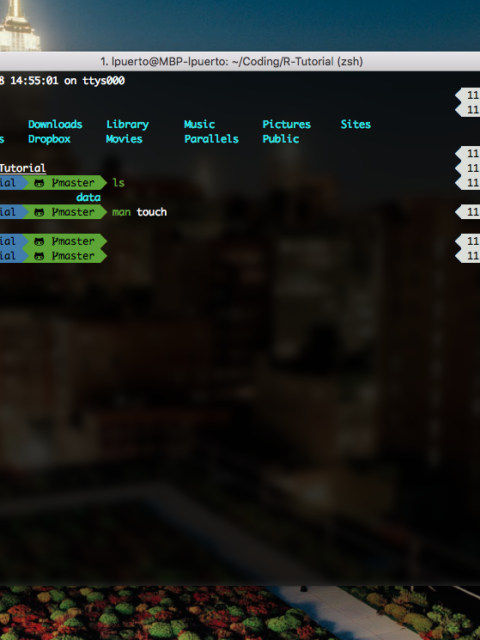 1. lpuerto@MBP-lpuerto: ~/Coding/R-Tutorial (zsh)
8 14:55:01 on ttys000
11
11
Downloads Library Music Pictures Sites
s Dropbox Movies Parallels Public
11
Tutorial 11
ial master ls 11
data
ial master man touch 11
ial master 11
ial master 11